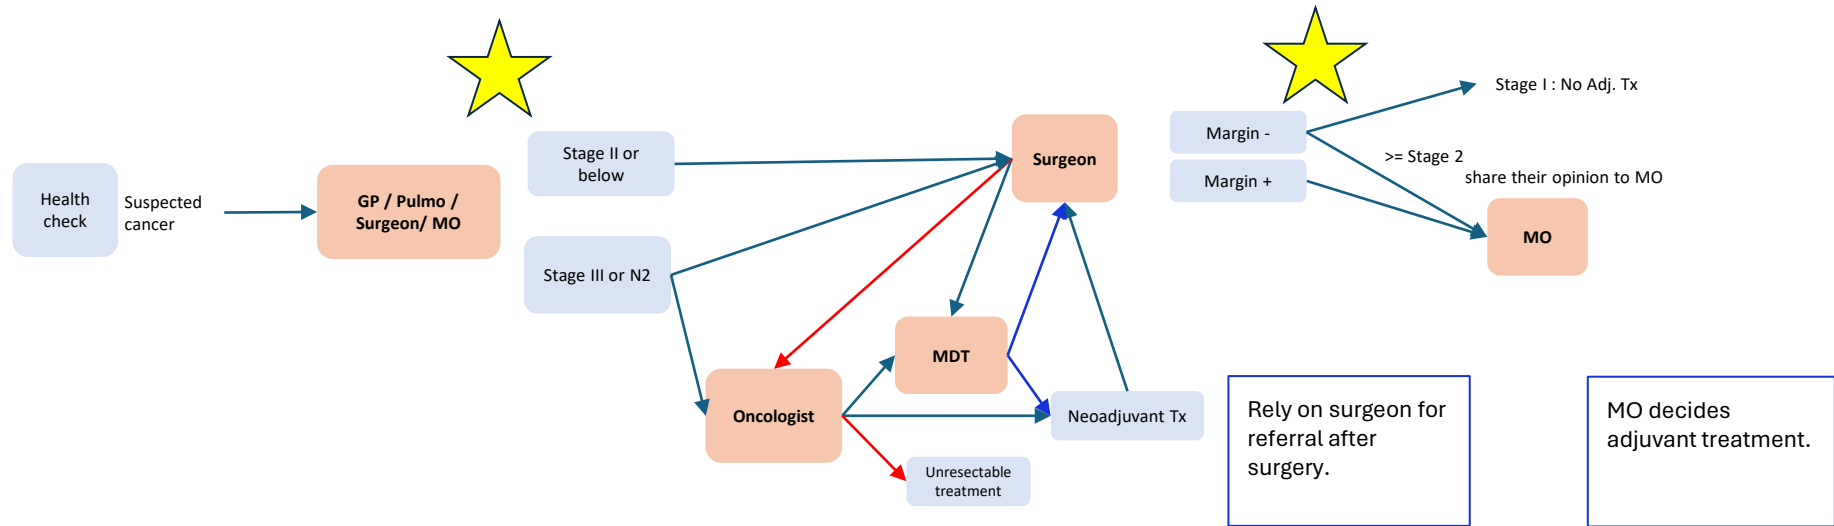 Health
check
Suspected
cancer
GP / Pulmo /
Surgeon/ MO
Stage II or
below
Stage III or N2
Surgeon
MDT
Oncologist
Neoadjuvant Tx
Unresectable
treatment
Margin -
Margin +
Stage I : No Adj. Tx
>= Stage 2
share their opinion to MO
MO
Rely on surgeon for
referral after
surgery.
MO decides
adjuvant treatment.